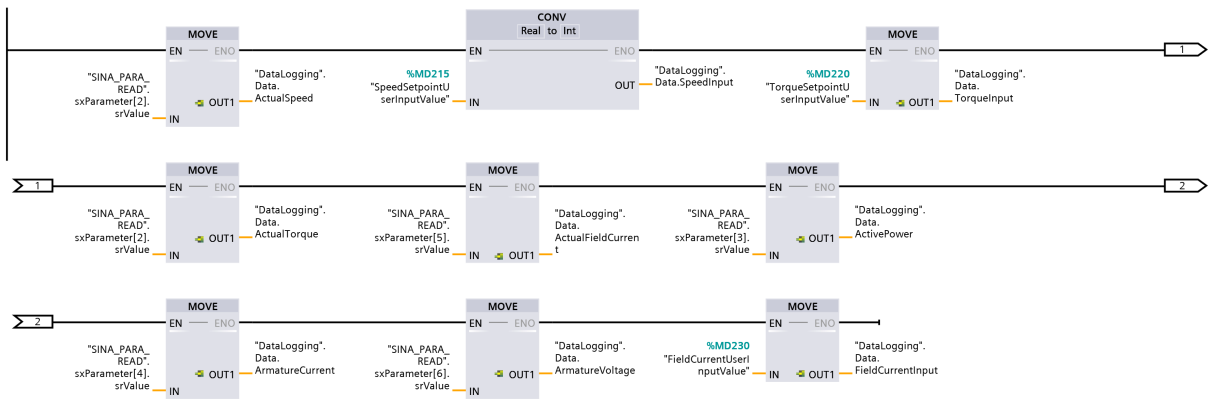 MOVE
EN ENO
"SINA_PARA_
READ".
sxParameter[2].
srValue
IN
OUT1
"DataLogging".
Data.
ActualSpeed
CONV
Real to Int
EN ENO
%MD215
"SpeedSetpointU
serInputValue"
IN
OUT
"DataLogging".
Data.SpeedInput
MOVE
EN ENO
%MD220
"TorqueSetpointU
serInputValue"
IN
OUT1
"DataLogging".
Data.
TorqueInput
1
1
MOVE
EN ENO
"SINA_PARA_
READ".
sxParameter[2].
srValue
IN
OUT1
"DataLogging".
Data.
ActualTorque
MOVE
EN ENO
"SINA_PARA_
READ".
sxParameter[5].
srValue
IN
OUT1
"DataLogging".
Data.
ActualFieldCurren
t
MOVE
EN ENO
"SINA_PARA_
READ".
sxParameter[3].
srValue
IN
OUT1
"DataLogging".
Data.
ActivePower
2
2
MOVE
EN ENO
"SINA_PARA_
READ".
sxParameter[4].
srValue
IN
OUT1
"DataLogging".
Data.
ArmatureCurrent
MOVE
EN ENO
"SINA_PARA_
READ".
sxParameter[6].
srValue
IN
OUT1
"DataLogging".
Data.
ArmatureVoltage
MOVE
EN ENO
%MD230
"FieldCurrentUserI
nputValue"
IN
OUT1
"DataLogging".
Data.
FieldCurrentInput